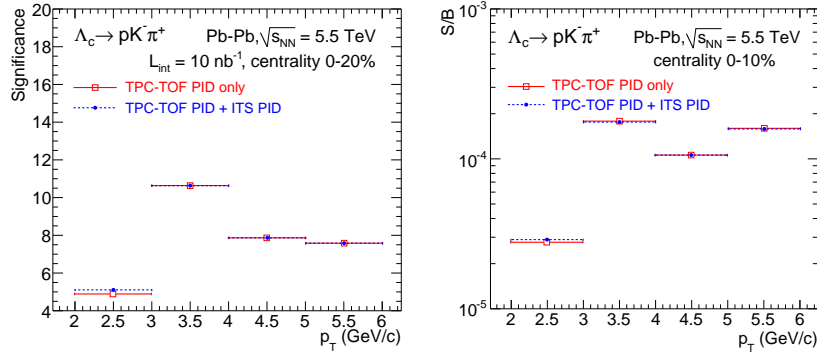 Significance
20
18
16
14
12
10
8
6
4
Λc → pK⁻π⁺ Pb-Pb,√sNN = 5.5 TeV
Lint = 10 nb⁻¹, centrality 0-20%
TPC-TOF PID only
TPC-TOF PID + ITS PID
2 2.5 3 3.5 4 4.5 5 5.5 6
pT (GeV/c)
S/B
10⁻³
10⁻⁴
10⁻⁵
Λc → pK⁻π⁺ Pb-Pb,√sNN = 5.5 TeV
centrality 0-10%
TPC-TOF PID only
TPC-TOF PID + ITS PID
2 2.5 3 3.5 4 4.5 5 5.5 6
pT (GeV/c)